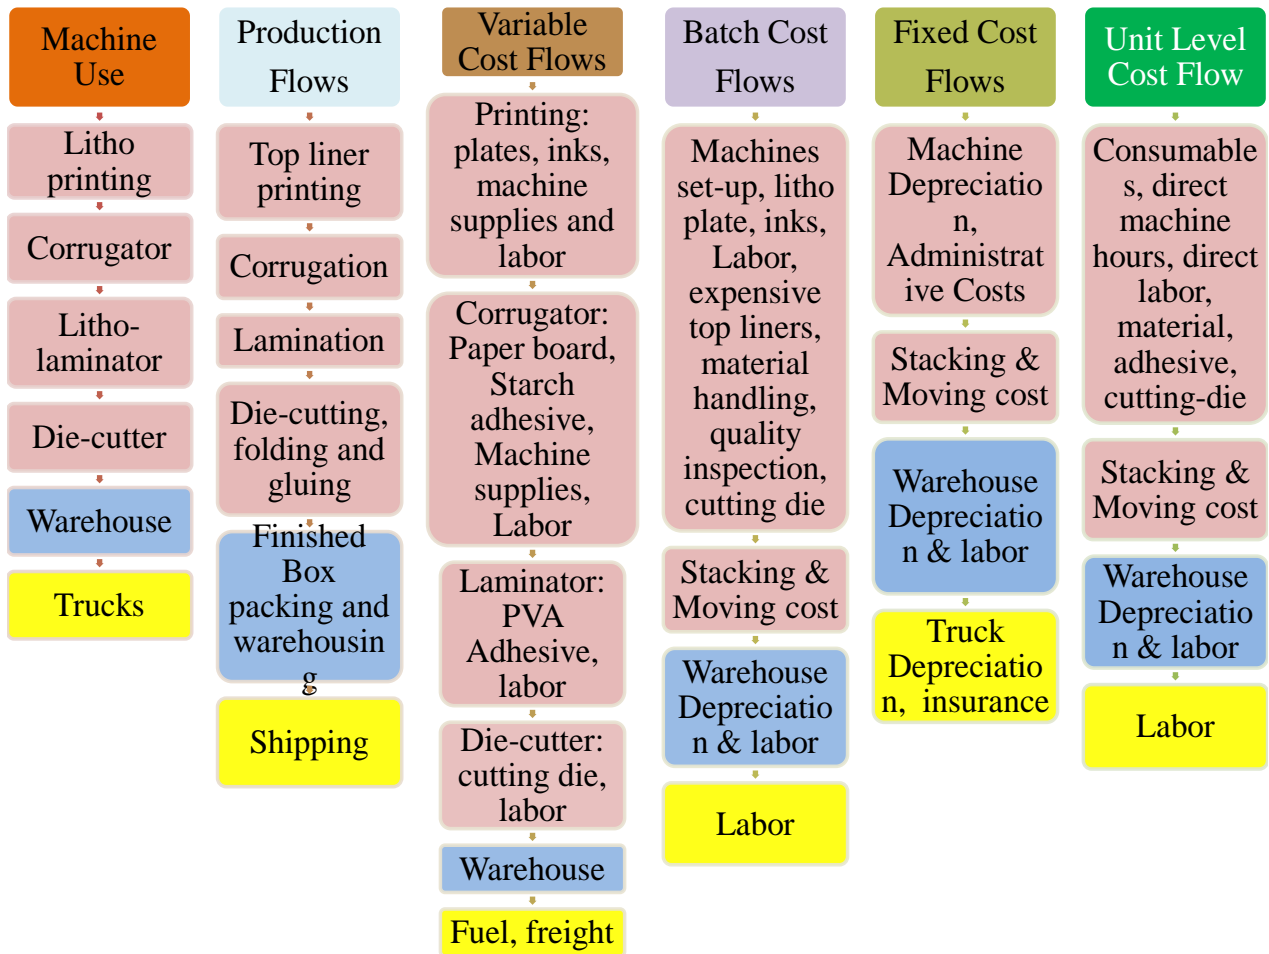 Machine
Use
Litho
printing
Corrugator
Litho-
laminator
Die-cutter
Warehouse
Trucks
Production
Flows
Top liner
printing
Corrugation
Lamination
Die-cutting,
folding and
gluing
Finished
Box
packing and
warehousin
g
Shipping
Variable
Cost Flows
Printing:
plates, inks,
machine
supplies and
labor
Corrugator:
Paper board,
Starch
adhesive,
Machine
supplies,
Labor
Laminator:
PVA
Adhesive,
labor
Die-cutter:
cutting die,
labor
Warehouse
Fuel, freight
Batch Cost
Flows
Machines
set-up, litho
plate, inks,
Labor,
expensive
top liners,
material
handling,
quality
inspection,
cutting die
Stacking &
Moving cost
Warehouse
Depreciatio
n & labor
Labor
Fixed Cost
Flows
Machine
Depreciatio
n,
Administrat
ive Costs
Stacking &
Moving cost
Warehouse
Depreciatio
n & labor
Truck
Depreciatio
n, insurance
Unit Level
Cost Flow
Consumable
s, direct
machine
hours, direct
labor,
material,
adhesive,
cutting-die
Stacking &
Moving cost
Warehouse
Depreciatio
n & labor
Labor